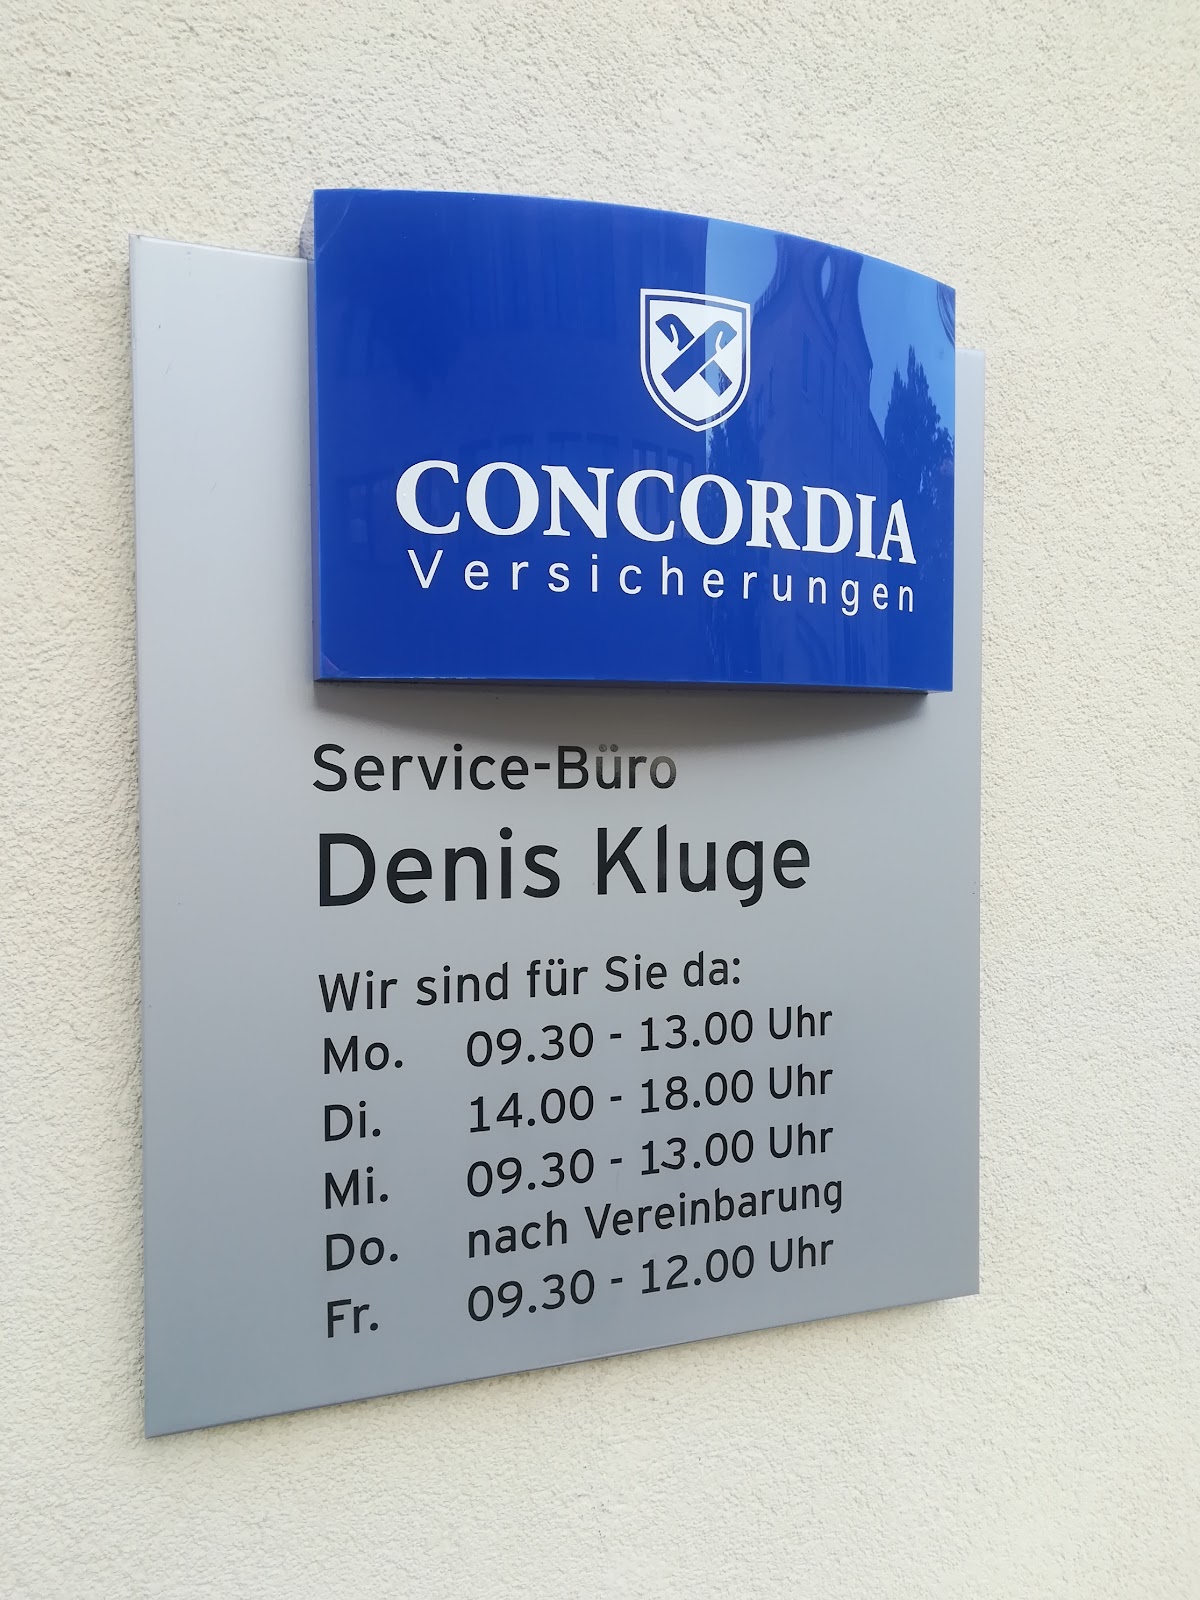 CONCORDIA
Versicherungen
Service-Büro
Denis Kluge
Wir sind für Sie da:
Mo. 09.30 - 13.00 Uhr
Di. 14.00 - 18.00 Uhr
Mi. 09.30 - 13.00 Uhr
Do. nach Vereinbarung
Fr. 09.30 - 12.00 Uhr